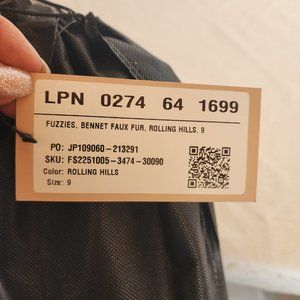 LPN 0274 64 1699
FUZZIES, BENNET FAUX FUR, ROLLING HILLS, 9
PO: JP109060-213291
SKU: FS2251005-3474-30090
Color: ROLLING HILLS
Size: 9